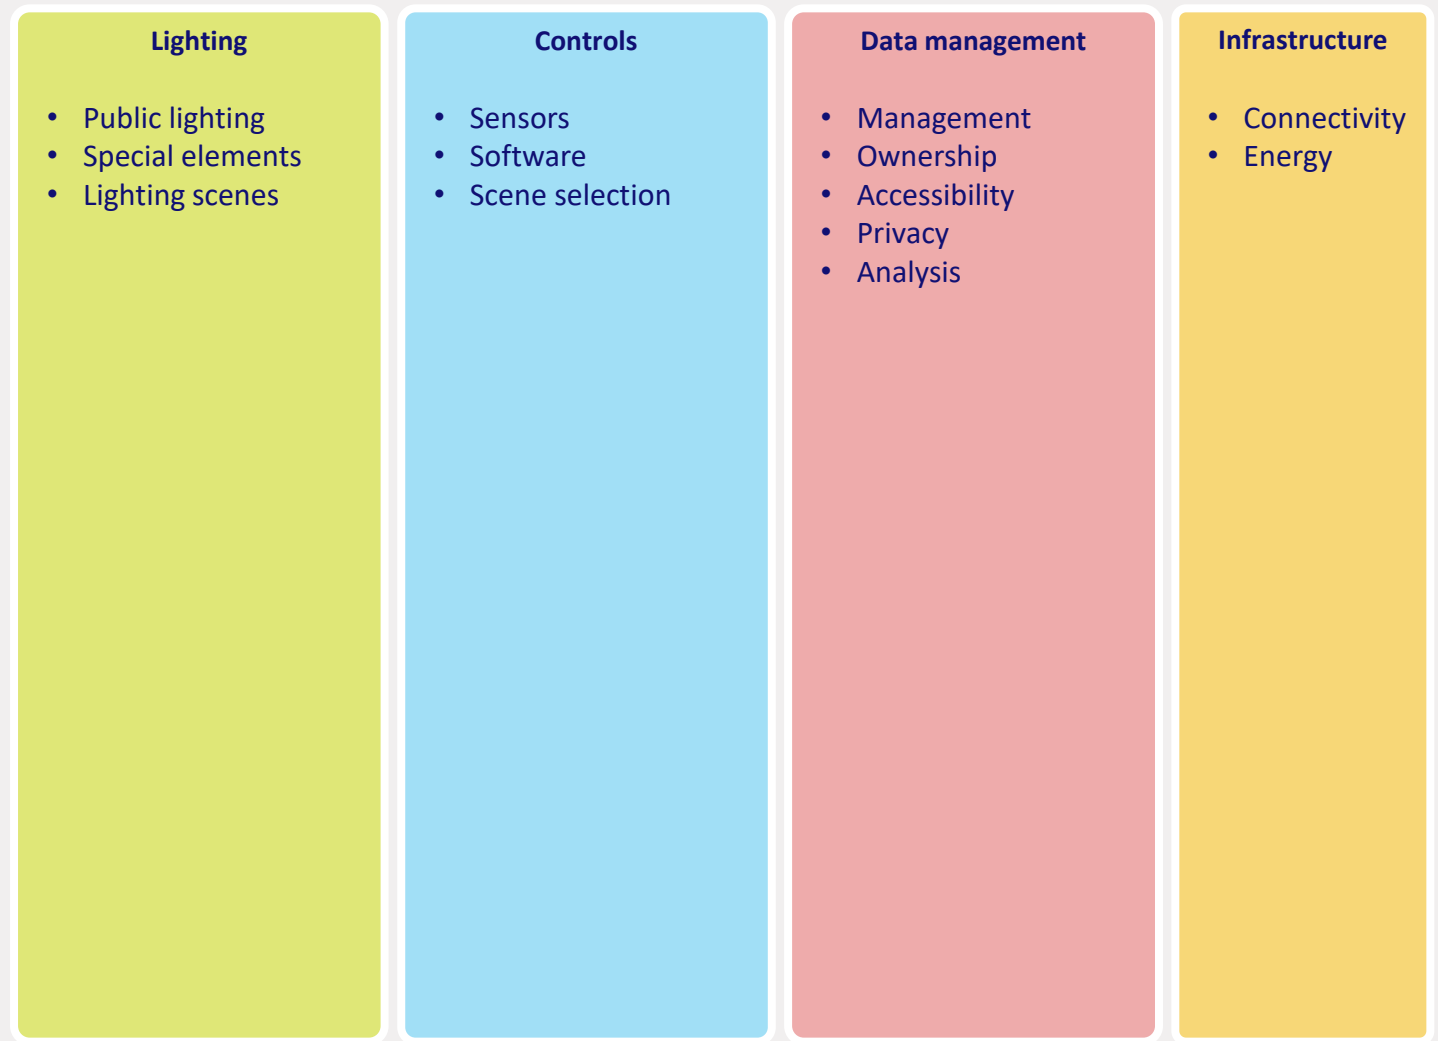 Lighting
• Public lighting
• Special elements
• Lighting scenes
Controls
• Sensors
• Software
• Scene selection
Data management
• Management
• Ownership
• Accessibility
• Privacy
• Analysis
Infrastructure
• Connectivity
• Energy